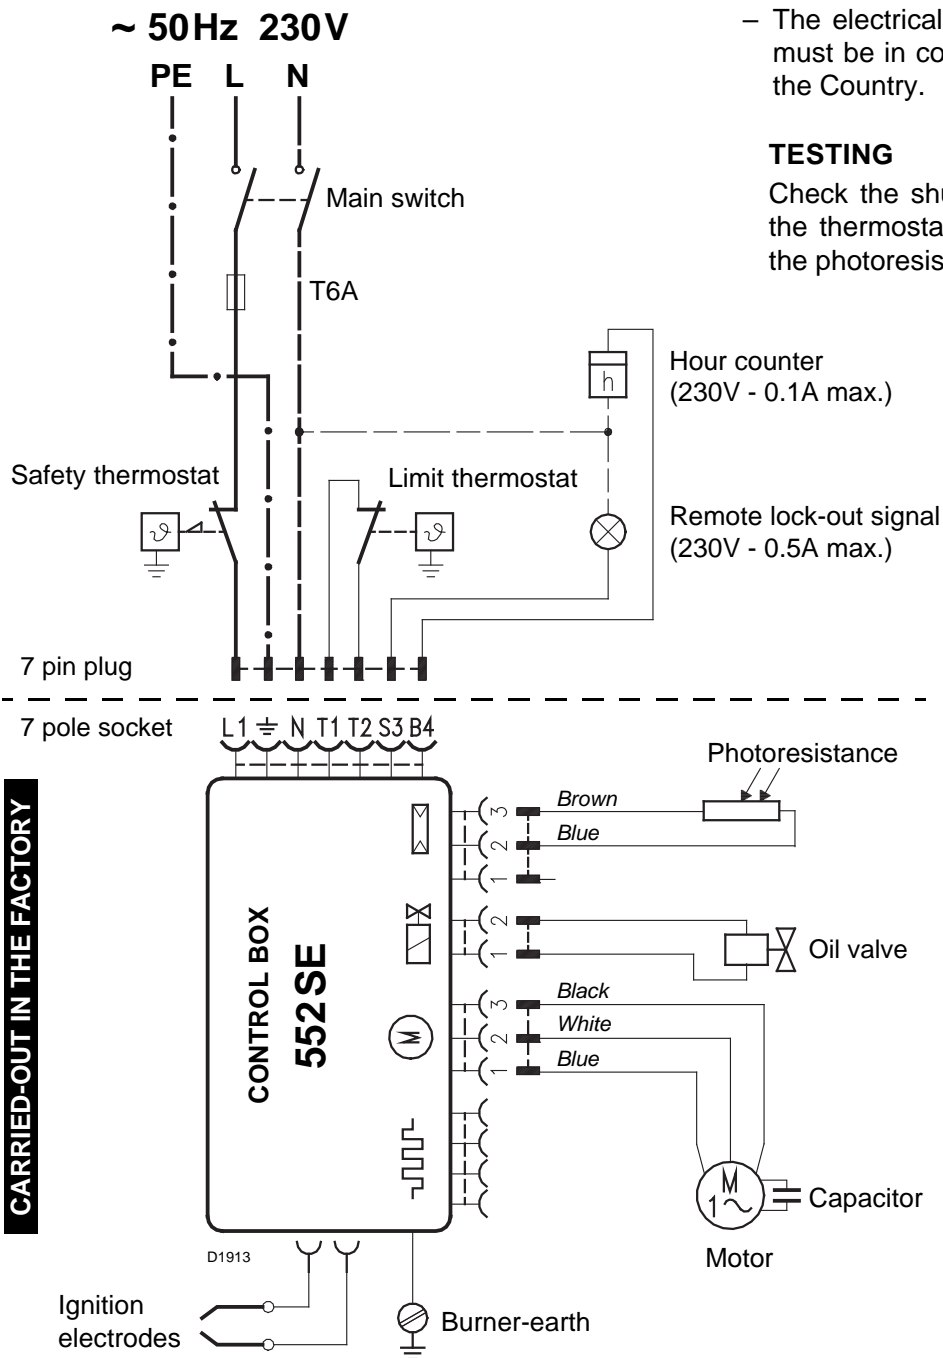 ~ 50Hz 230V
PE L N
– The electrical
must be in co
the Country.
TESTING
Check the sh
the thermosta
the photoresis
Main switch
T6A
h
Hour counter
(230V - 0.1A max.)
Safety thermostat
Limit thermostat
ϑ
ϑ
Remote lock-out signal
(230V - 0.5A max.)
7 pin plug
7 pole socket
L1 N T1 T2 S3 B4
CARRIED-OUT IN THE FACTORY
CONTROL BOX
552SE
M
Photoresistance
3 Brown
2 Blue
1
2
1
Oil valve
3 Black
2 White
1 Blue
M
1~
Capacitor
Motor
D1913
Ignition
electrodes
Burner-earth